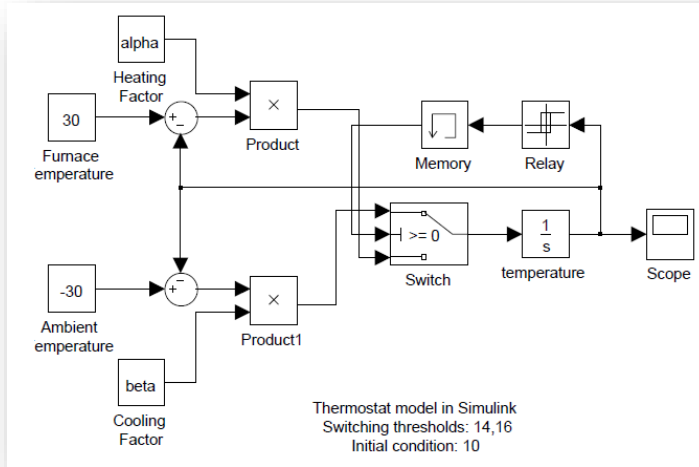 alpha
Heating
Factor
30
Furnace
emperature
×
Product
Memory
Relay
>= 0
Switch
1
s
temperature
Scope
-30
Ambient
emperature
×
Product1
beta
Cooling
Factor
Thermostat model in Simulink
Switching thresholds: 14,16
Initial condition: 10